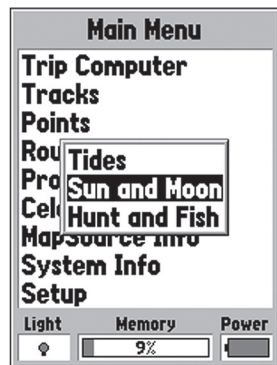 Main Menu
Trip Computer
Tracks
Points
Rou
Pro
Cel
Tides
Sun and Moon
Hunt and Fish
MapSource Info
System Info
Setup
Light Memory Power
9%